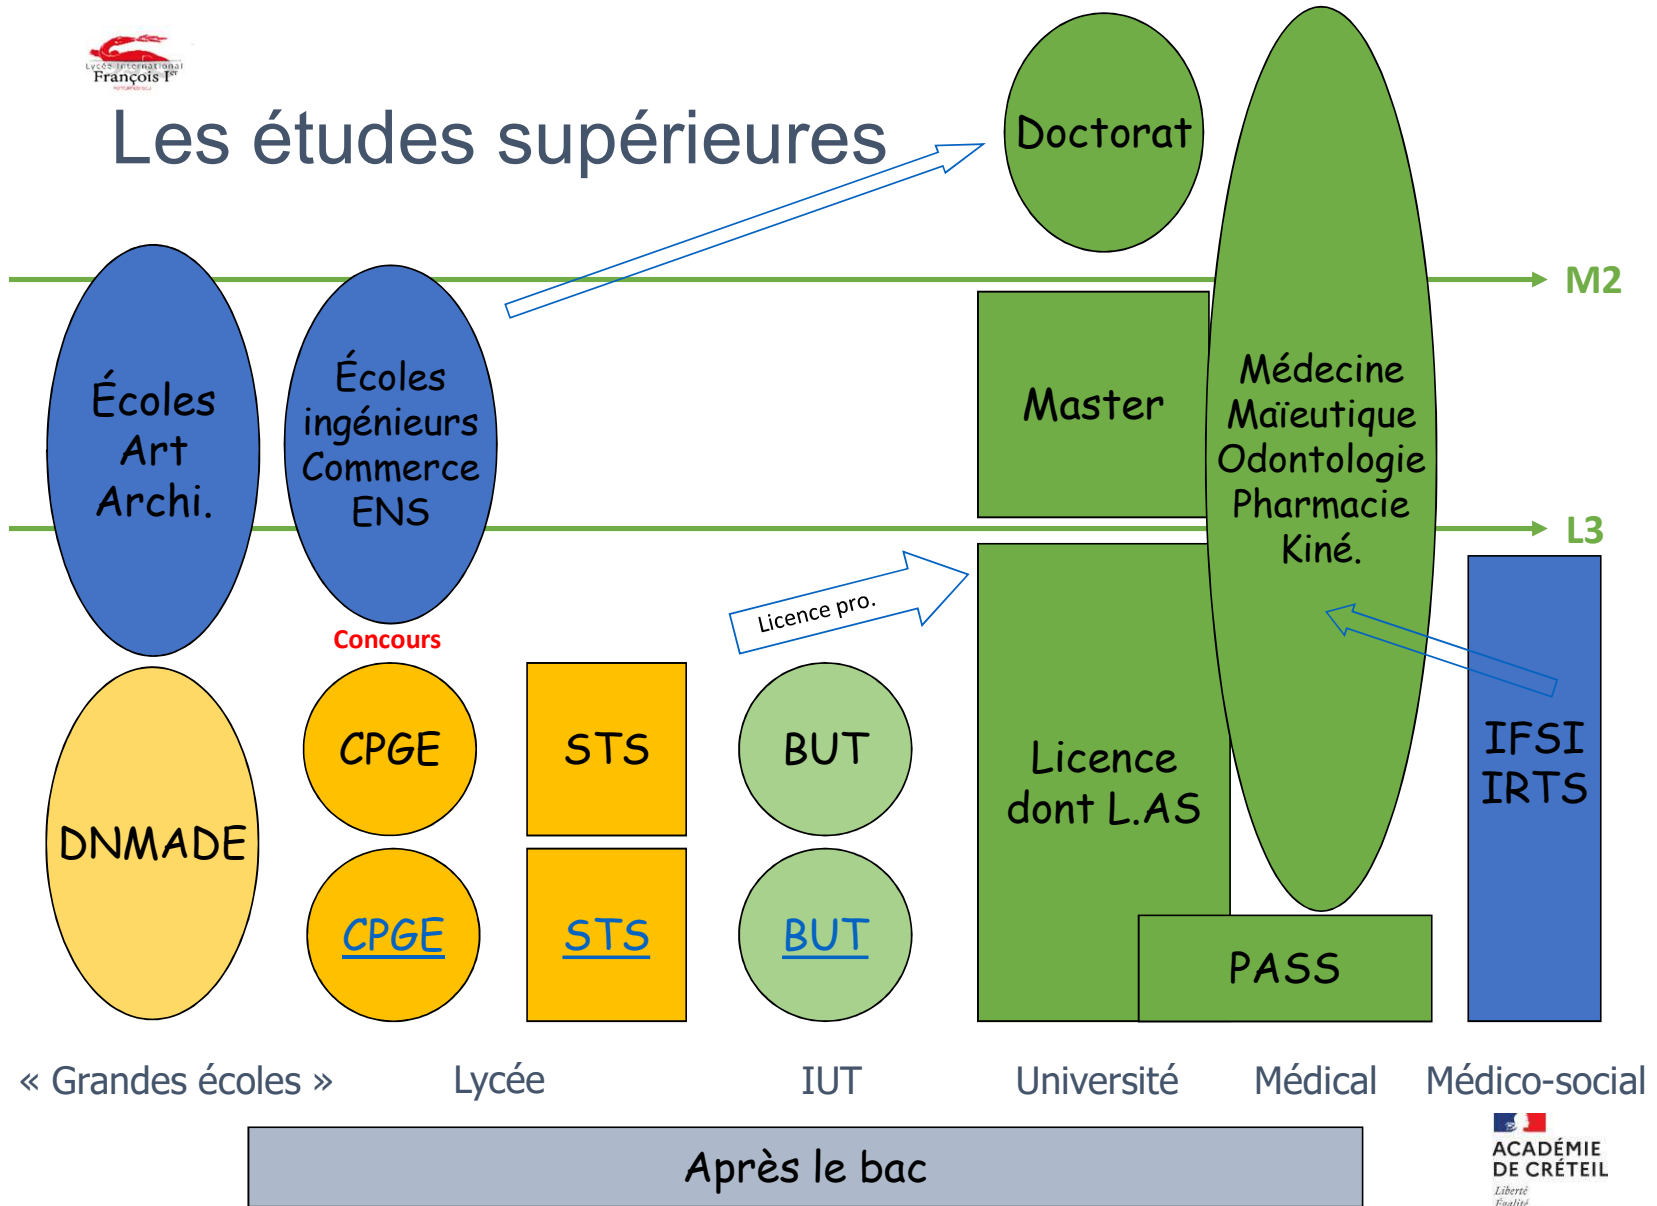 Lycée International
François Iᵉʳ
Les études supérieures
Doctorat
M2
Écoles
Art
Archi.
Écoles
ingénieurs
Commerce
ENS
Master
Médecine
Maïeutique
Odontologie
Pharmacie
Kiné.
L3
Licence pro.
Concours
DNMADE
CPGE
STS
BUT
Licence
dont L.AS
IFSI
IRTS
CPGE
STS
BUT
PASS
« Grandes écoles »
Lycée
IUT
Université
Médical
Médico-social
Après le bac
ACADÉMIE
DE CRÉTEIL
Liberté
Égalité